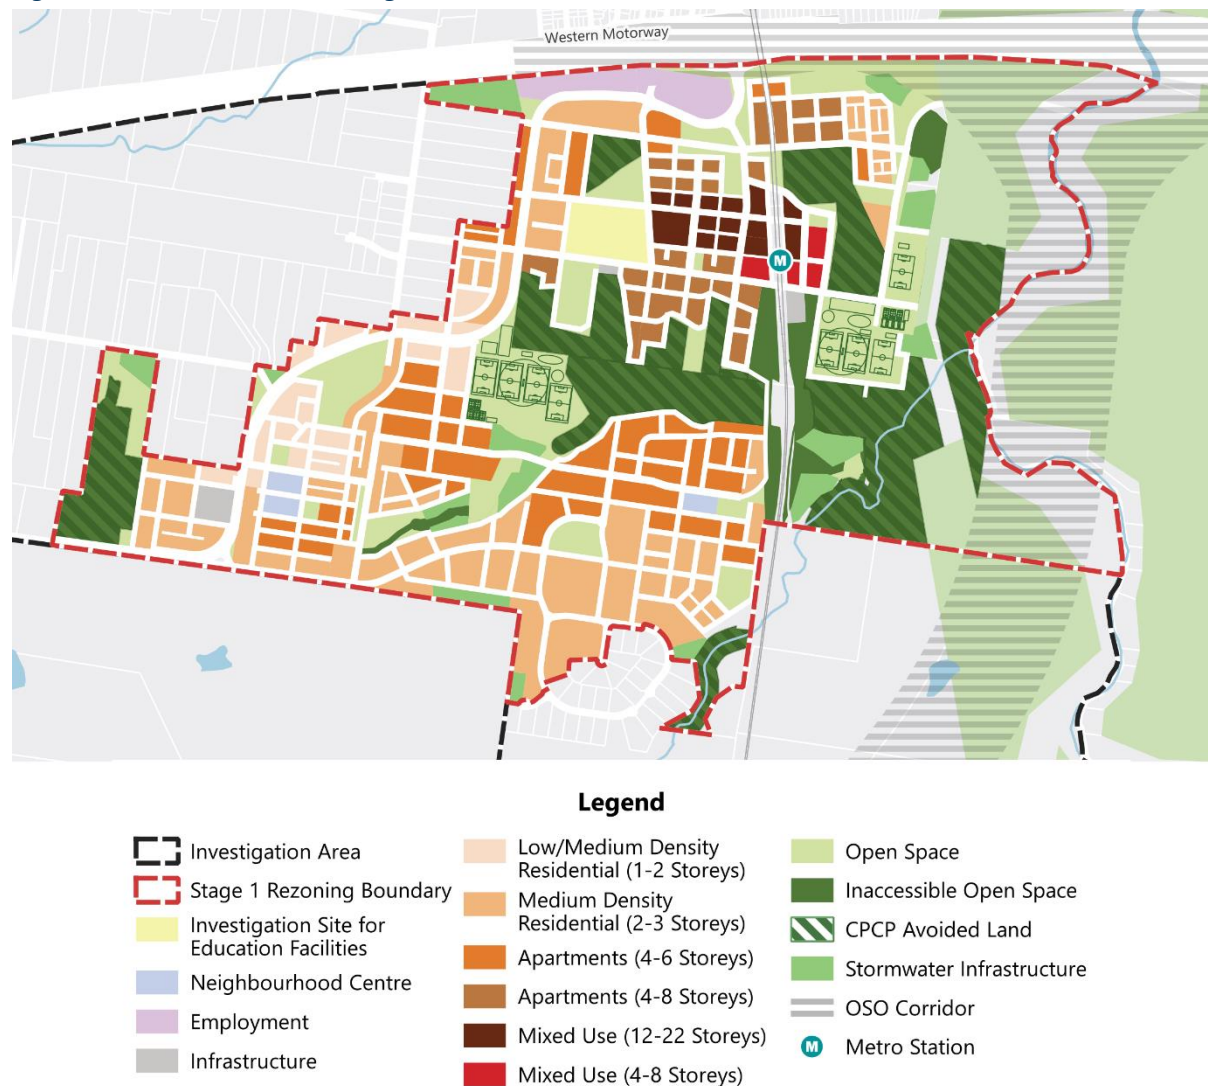 Western Motorway
M
Legend
Investigation Area
Stage 1 Rezoning Boundary
Investigation Site for
Education Facilities
Neighbourhood Centre
Employment
Infrastructure
Low/Medium Density
Residential (1-2 Storeys)
Medium Density
Residential (2-3 Storeys)
Apartments (4-6 Storeys)
Apartments (4-8 Storeys)
Mixed Use (12-22 Storeys)
Mixed Use (4-8 Storeys)
Open Space
Inaccessible Open Space
CPCP Avoided Land
Stormwater Infrastructure
OSO Corridor
M Metro Station